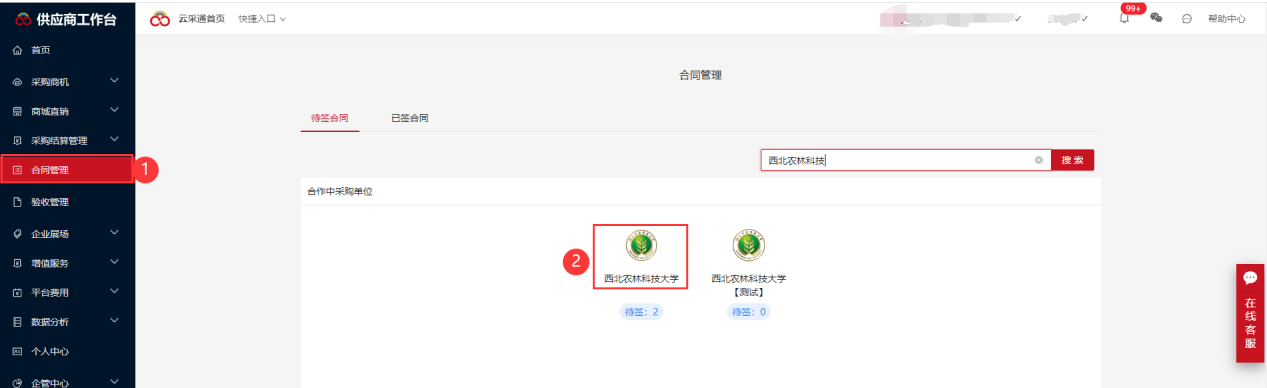 供应商工作台
云采通首页 快捷入口
99+
帮助中心
首页
采购商机
商城直销
采购结算管理
合同管理
1
验收管理
企业展场
增值服务
平台费用
数据分析
个人中心
企管中心
合同管理
待签合同 已签合同
西北农林科技 搜索
合作中采购单位
2
西北农林科技大学
待签：2
西北农林科技大学
【测试】
待签：0
在线客服